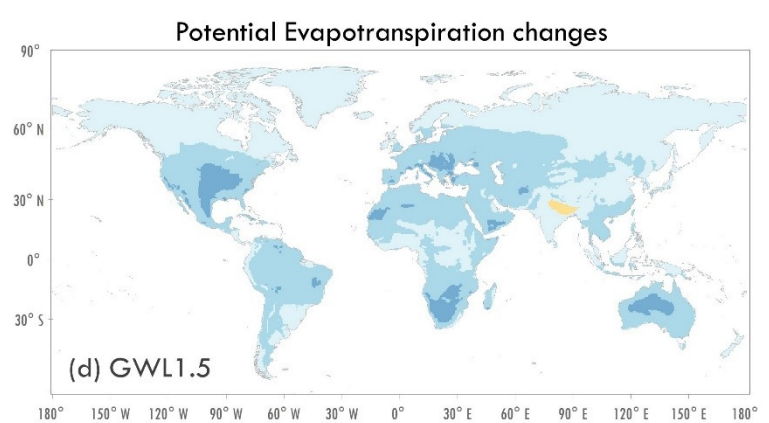 Potential Evapotranspiration changes
90°
60° N
30° N
0°
30° S
(d) GWL1.5
180° 150° W 120° W 90° W 60° W 30° W 0° 30° E 60° E 90° E 120° E 150° E 180°